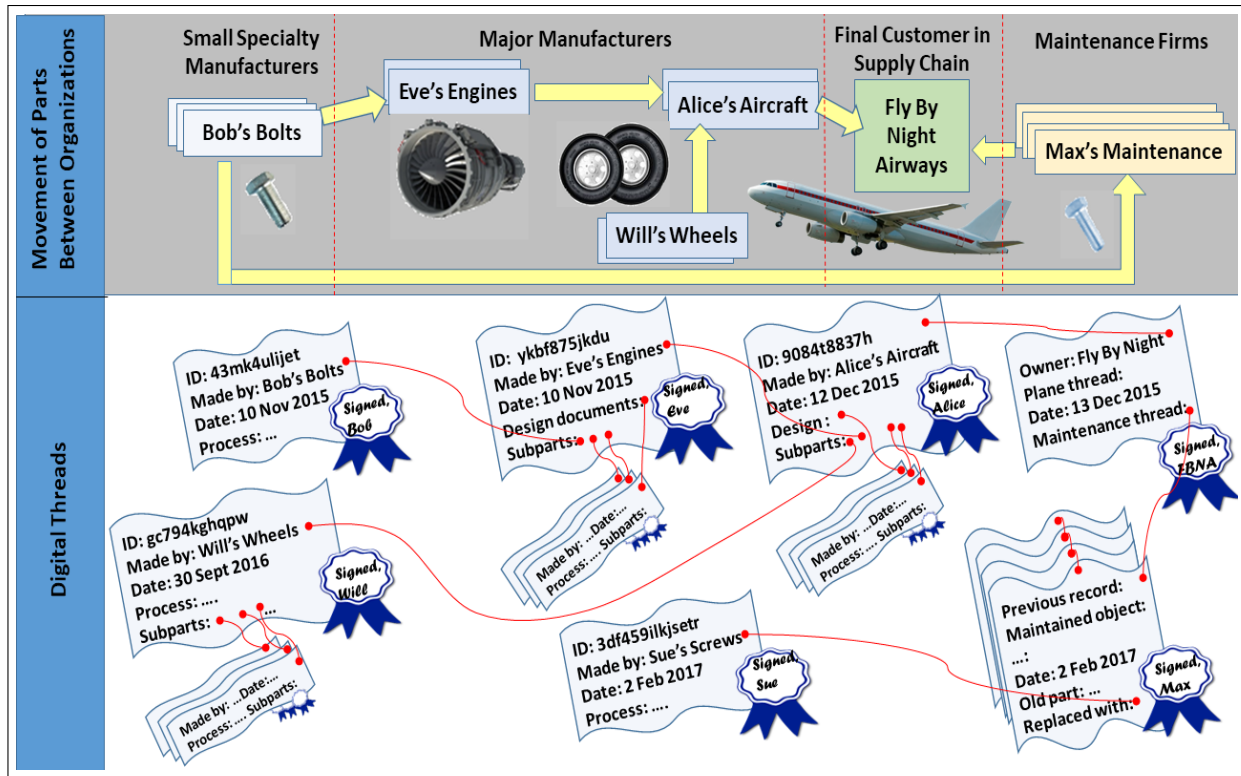 Movement of Parts
Between Organizations
Small Specialty
Manufacturers
Major Manufacturers
Final Customer in
Supply Chain
Maintenance Firms
Bob's Bolts
Eve's Engines
Alice's Aircraft
Fly By
Night
Airways
Max's Maintenance
Will's Wheels
Digital Threads
ID: 43mk4ulijet
Made by: Bob's Bolts
Date: 10 Nov 2015
Process: ...
Signed,
Bob
ID: ykbf875jkdu
Made by: Eve's Engines
Date: 10 Nov 2015
Design documents:
Subparts:
Signed,
Eve
Made by: ...Date:...
Process: .... Subparts:
ID: 9084t8837h
Made by: Alice's Aircraft
Date: 12 Dec 2015
Design :
Subparts:
Signed,
Alice
Made by: ...Date:...
Process: .... Subparts:
Owner: Fly By Night
Plane thread:
Date: 13 Dec 2015
Maintenance thread:
Signed,
FBNA
ID: gc794kghqpw
Made by: Will's Wheels
Date: 30 Sept 2016
Process: ....
Subparts: ...
Signed,
Will
Made by: ...Date:...
Process: .... Subparts:
ID: 3df459ilkjsetr
Made by: Sue's Screws
Date: 2 Feb 2017
Process: ....
Signed,
Sue
Previous record:
Maintained object:
...:
Date: 2 Feb 2017
Old part: ...
Replaced with:
Signed,
Max